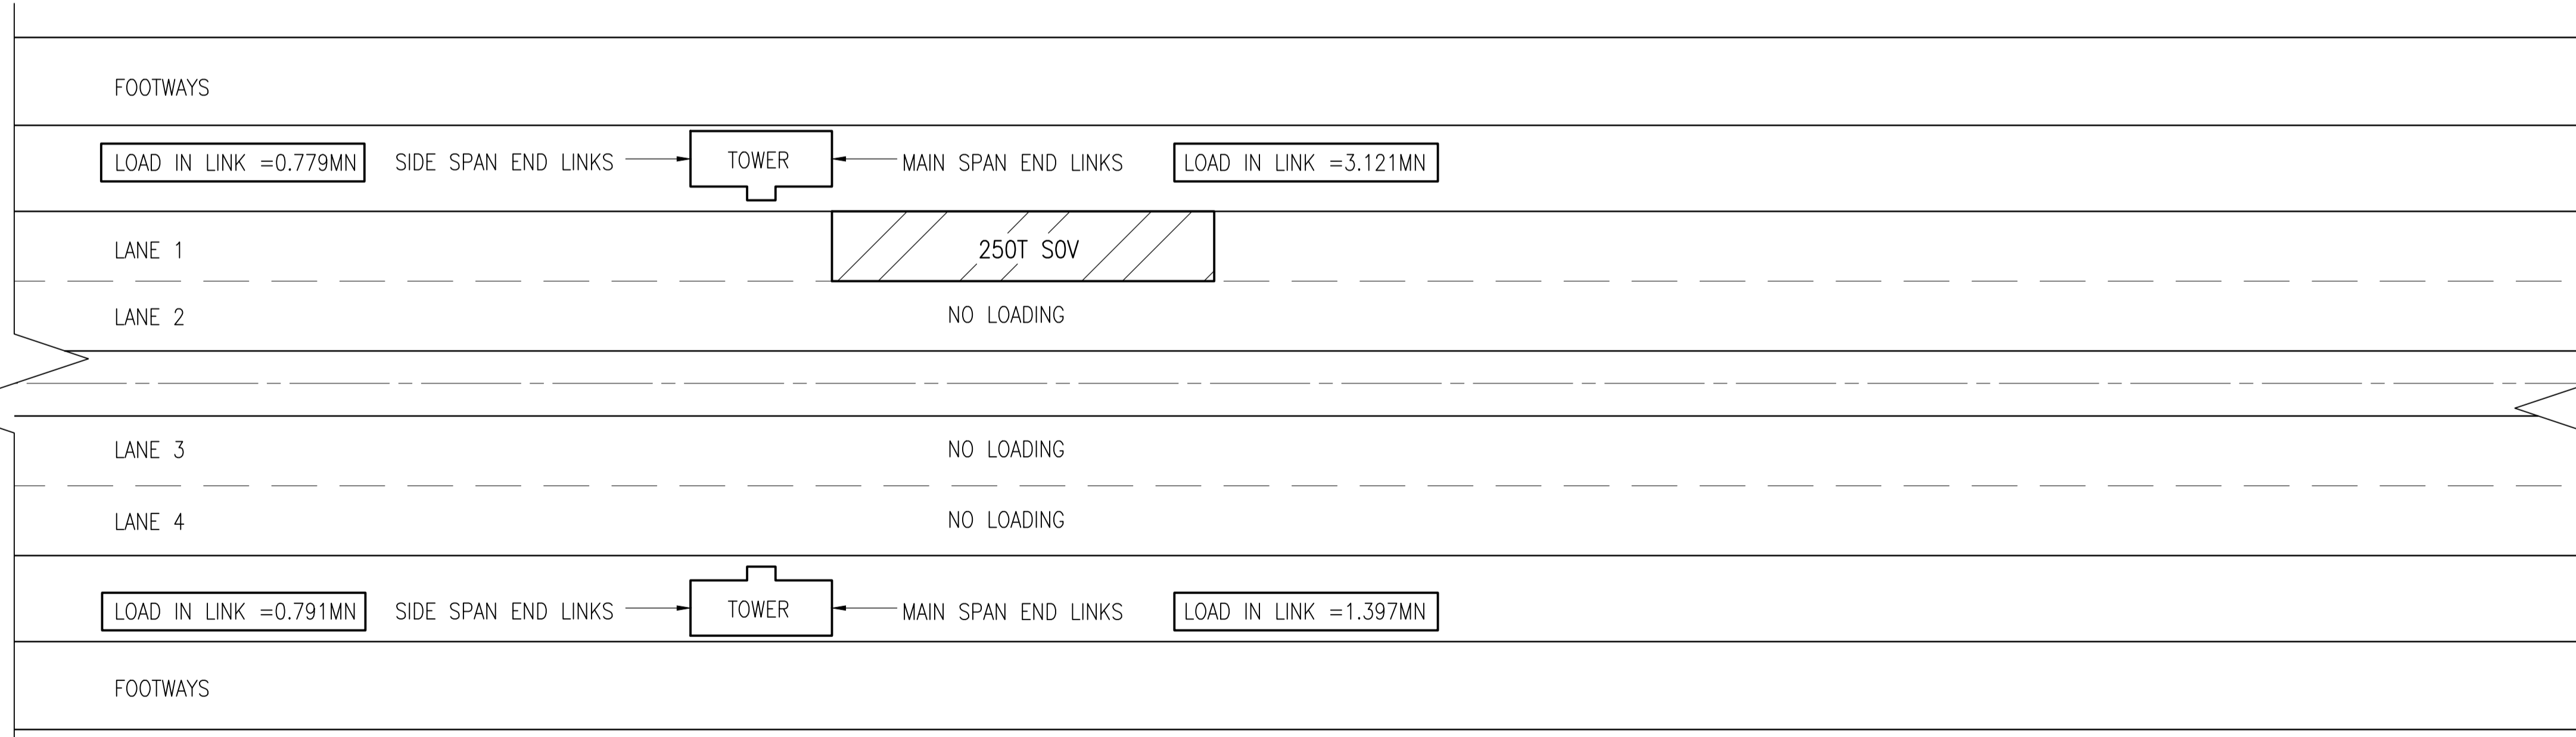 FOOTWAYS
LOAD IN LINK =0.779MN SIDE SPAN END LINKS TOWER MAIN SPAN END LINKS LOAD IN LINK =3.121MN
LANE 1 250T SOV
LANE 2 NO LOADING
LANE 3 NO LOADING
LANE 4 NO LOADING
LOAD IN LINK =0.791MN SIDE SPAN END LINKS TOWER MAIN SPAN END LINKS LOAD IN LINK =1.397MN
FOOTWAYS